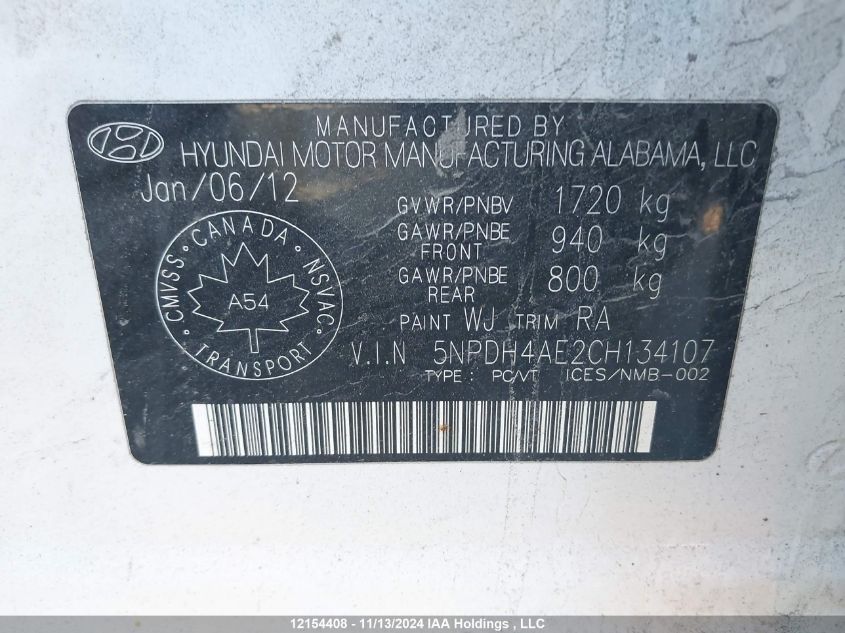 MANUFACTURED BY
HYUNDAI MOTOR MANUFACTURING ALABAMA, LLC
Jan/06/12
GVWR/PNBV 1720 kg
GAWR/PNBE FRONT 940 kg
GAWR/PNBE REAR 800 kg
PAINT WJ TRIM RA
V.I.N 5NPDH4AE2CH134107
TYPE : PC/VT ICES/NMB-002
CMVSS CANADA NSVAC
A54
TRANSPORT
12154408 - 11/13/2024 IAA Holdings , LLC